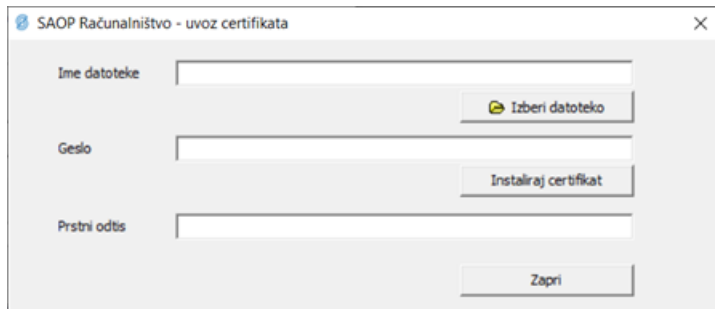 SAOP Računalništvo - uvoz certifikata
Ime datoteke
Izberi datoteko
Geslo
Instaliraj certifikat
Prstni odtis
Zapri